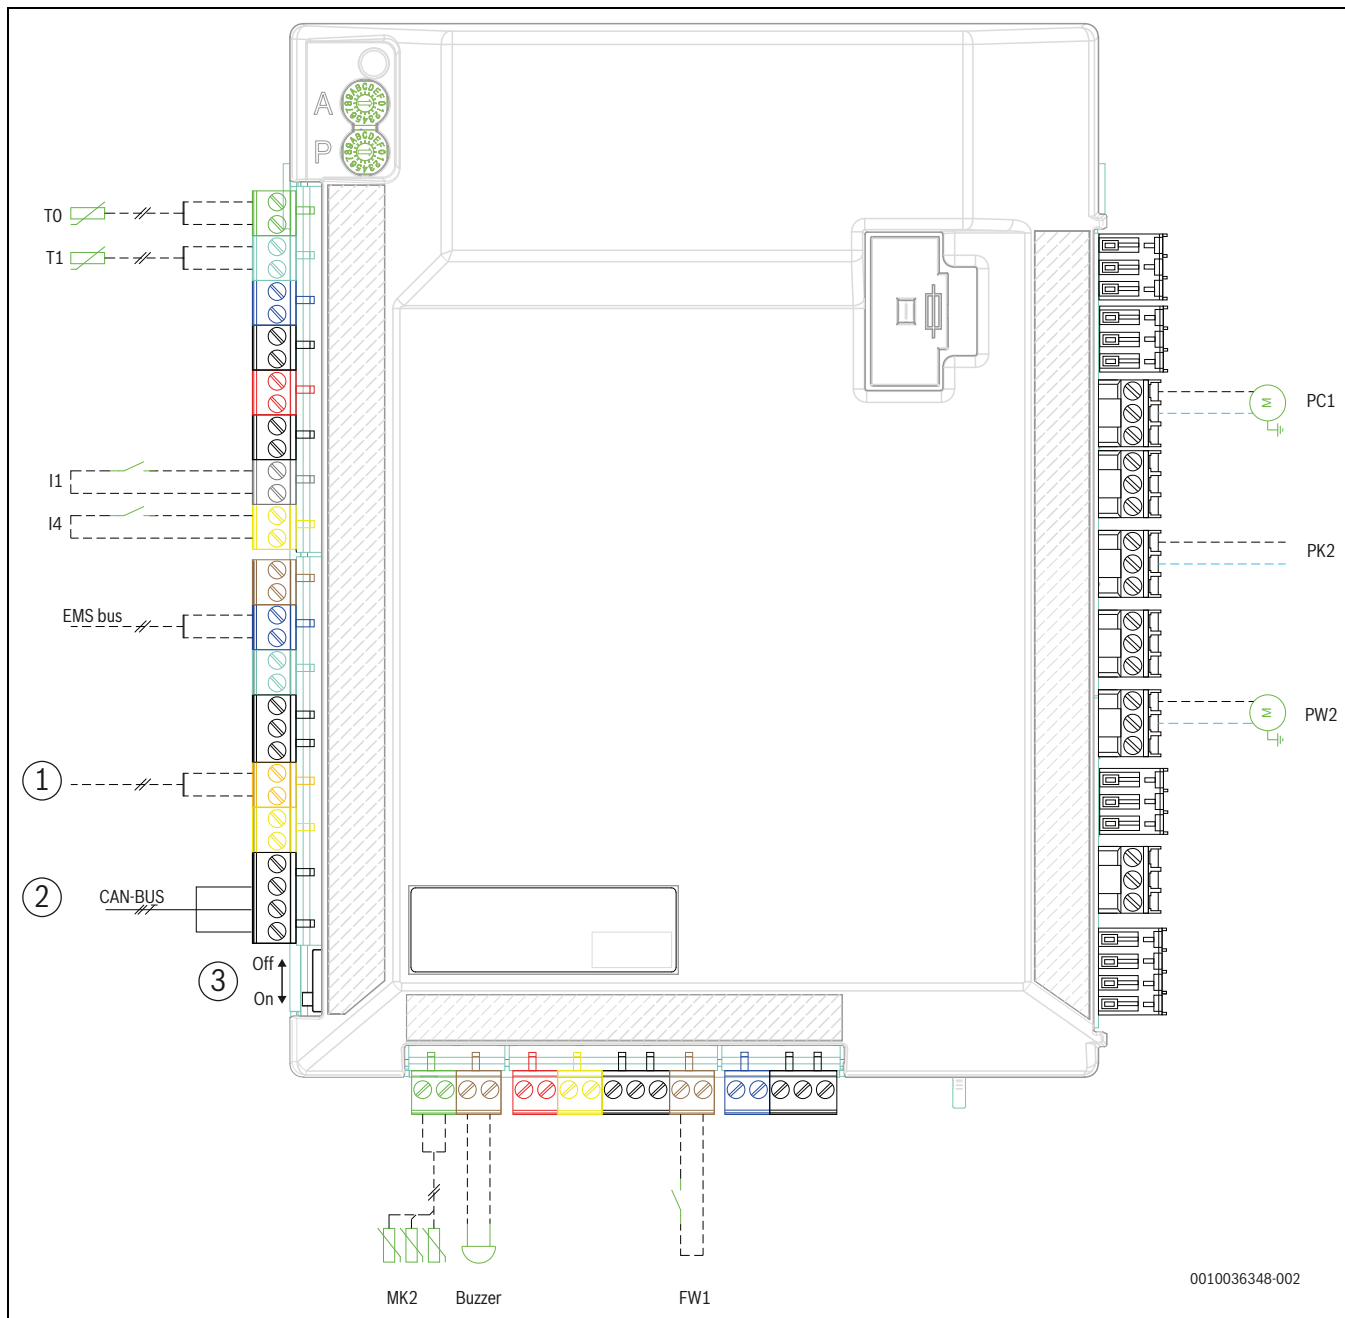 A
P
T0
T1
I1
I4
EMS bus
1
2
CAN-BUS
3
Off
On
M
PC1
PK2
M
PW2
MK2
Buzzer
FW1
0010036348-002